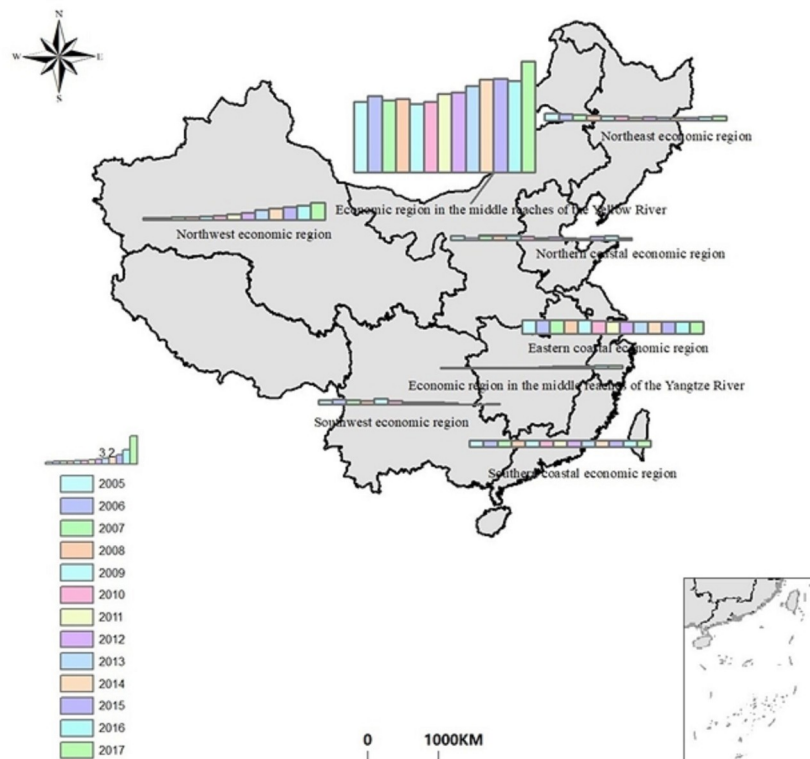 N
W E
S
Northeast economic region
Economic region in the middle reaches of the Yellow River
Northwest economic region
Northern coastal economic region
Eastern coastal economic region
Economic region in the middle reaches of the Yangtze River
Southwest economic region
Southern coastal economic region
3.2
2005
2006
2007
2008
2009
2010
2011
2012
2013
2014
2015
2016
2017
0 1000KM